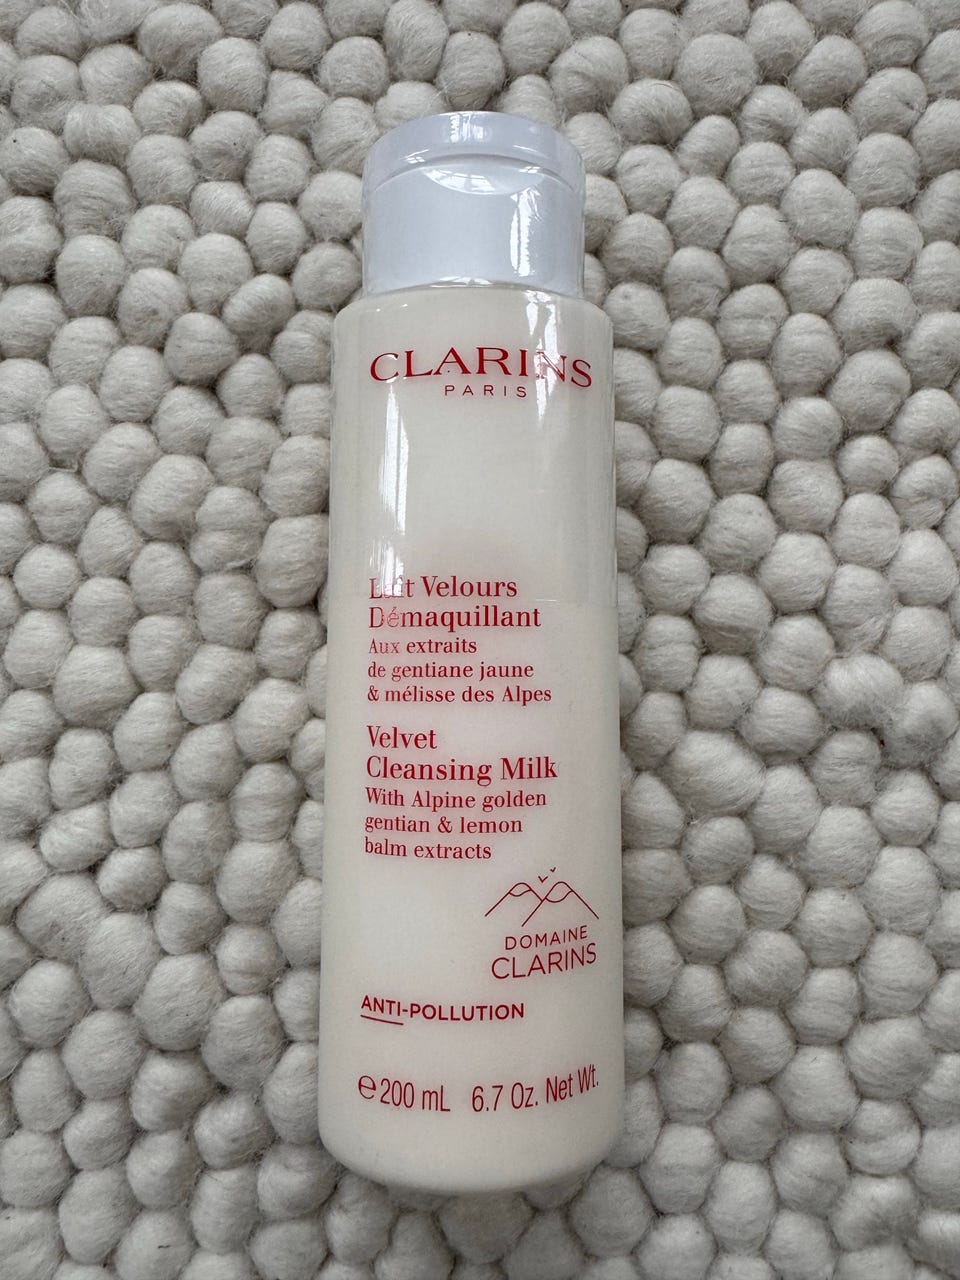 CLARINS
PARIS
Lait Velours
Démaquillant
Aux extraits
de gentiane jaune
& mélisse des Alpes
Velvet
Cleansing Milk
With Alpine golden
gentian & lemon
balm extracts
DOMAINE
CLARINS
ANTI-POLLUTION
℮ 200 mL 6.7 Oz. Net Wt.